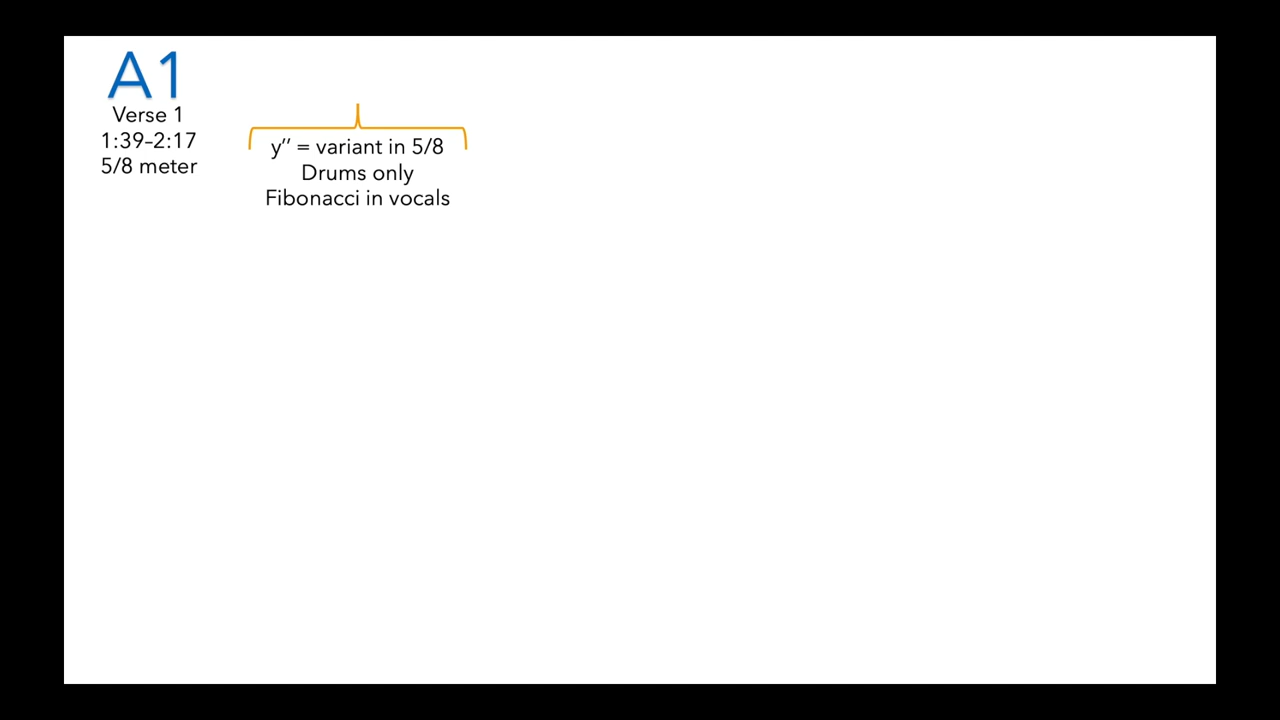 A1
Verse 1
1:39–2:17
5/8 meter
y′′ = variant in 5/8
Drums only
Fibonacci in vocals